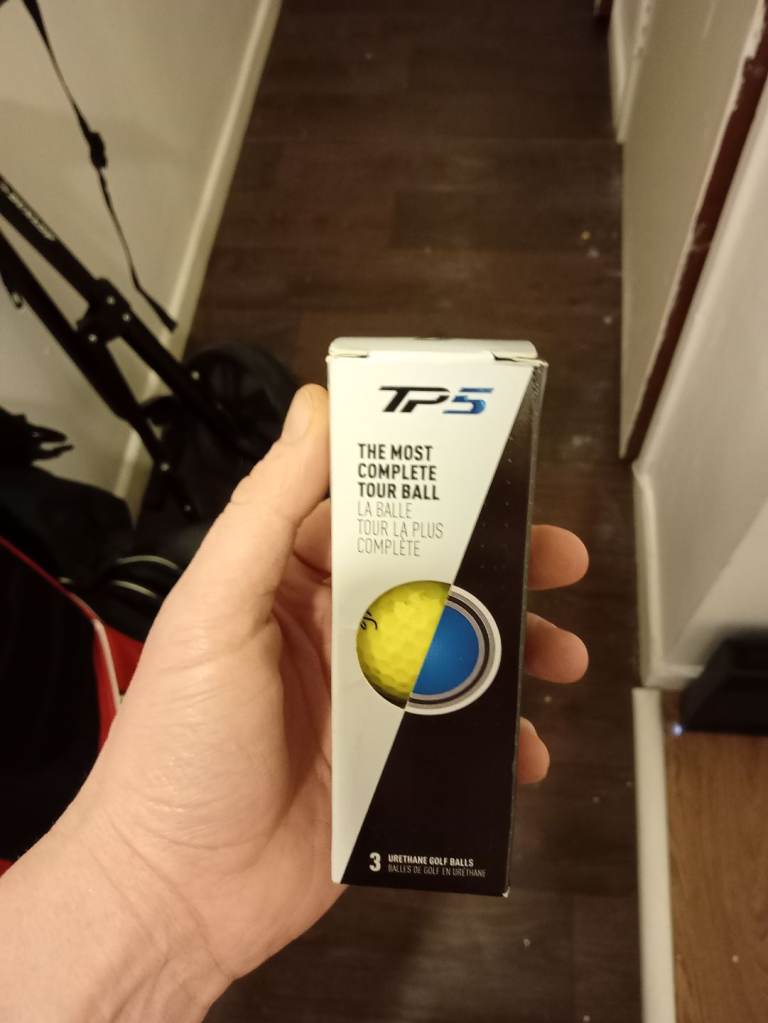 TP5
THE MOST
COMPLETE
TOUR BALL
LA BALLE
TOUR LA PLUS
COMPLÈTE
3 URETHANE GOLF BALLS
BALLES DE GOLF EN URÉTHANE